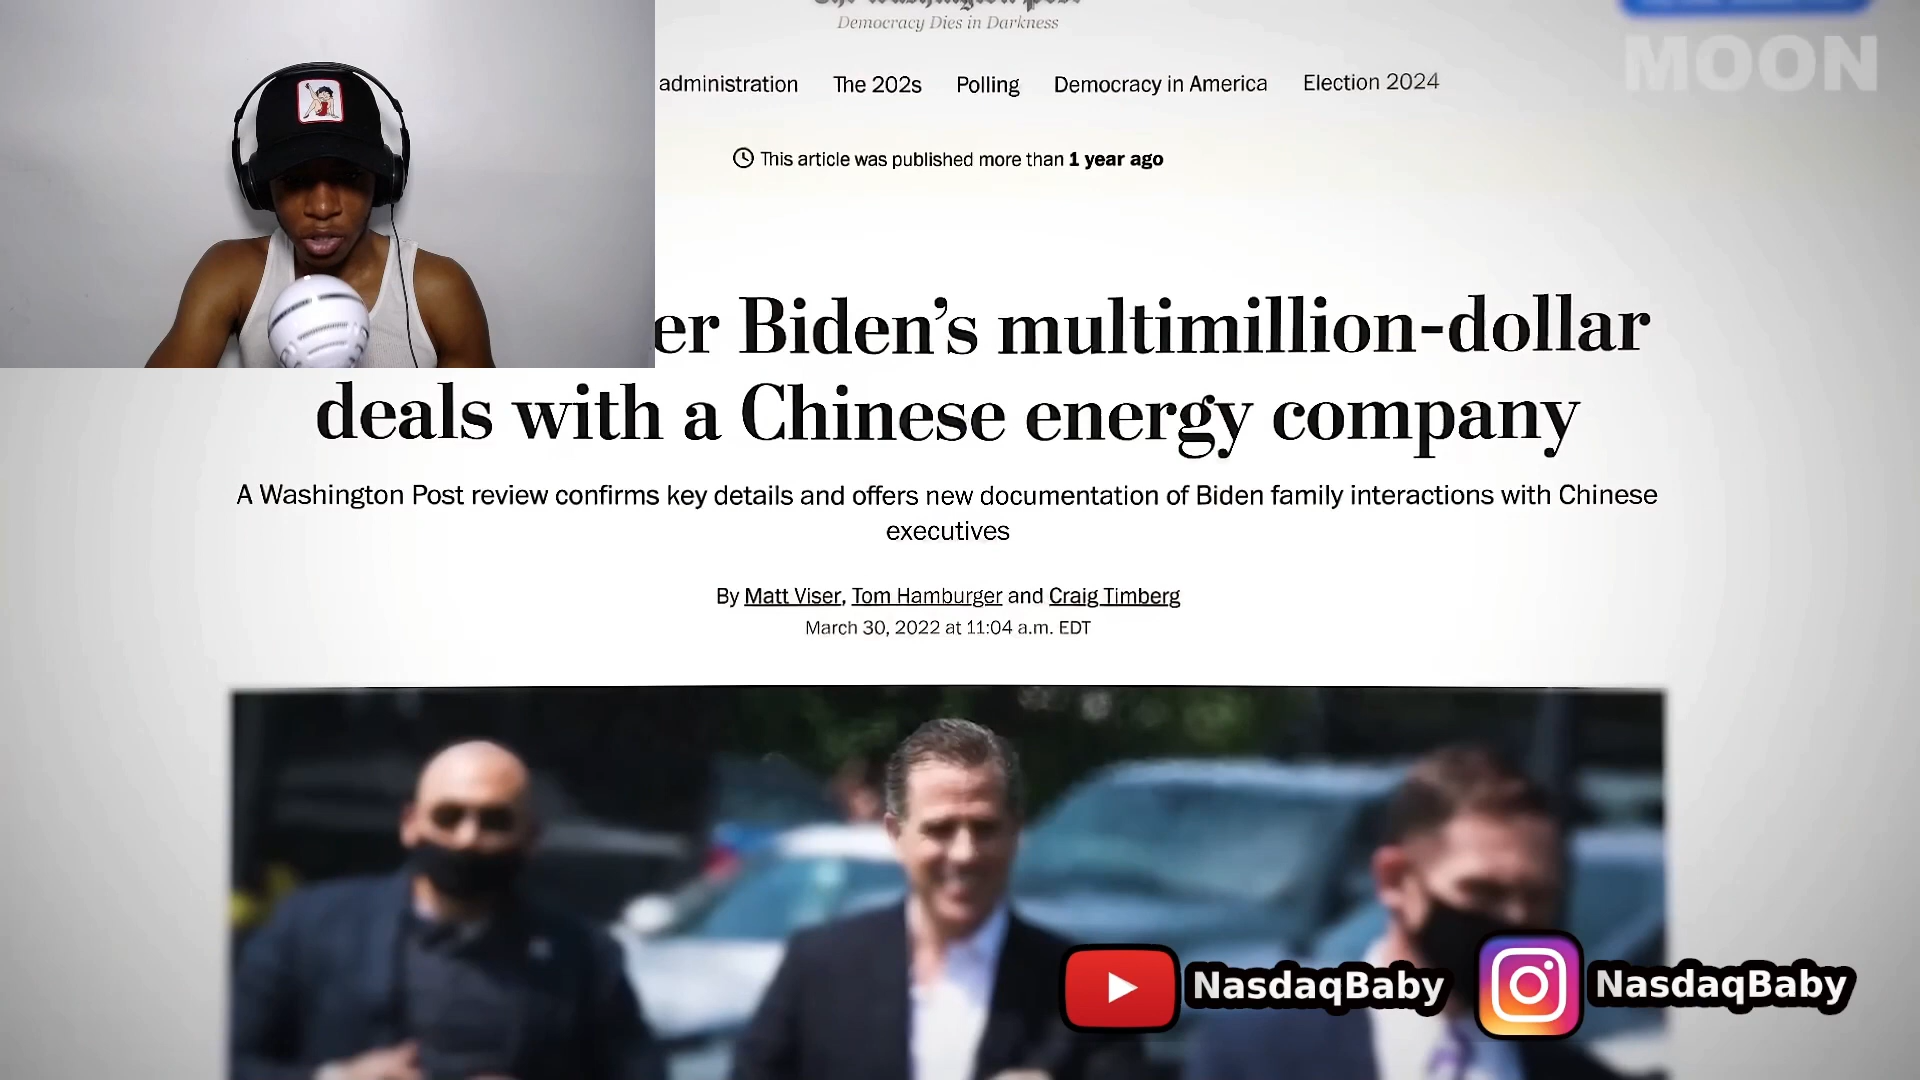 Democracy Dies in Darkness
MOON
administration The 202s Polling Democracy in America Election 2024
This article was published more than 1 year ago
er Biden's multimillion-dollar
deals with a Chinese energy company
A Washington Post review confirms key details and offers new documentation of Biden family interactions with Chinese
executives
By Matt Viser, Tom Hamburger and Craig Timberg
March 30, 2022 at 11:04 a.m. EDT
NasdaqBaby NasdaqBaby